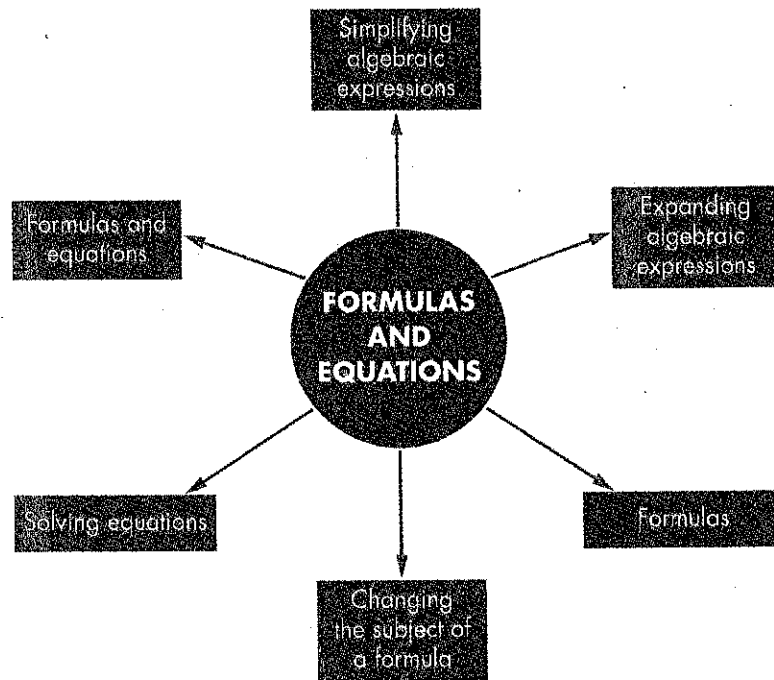 Simplifying
algebraic
expressions
Formulas and
equations
Expanding
algebraic
expressions
FORMULAS
AND
EQUATIONS
Solving equations
Formulas
Changing
the subject of
a formula